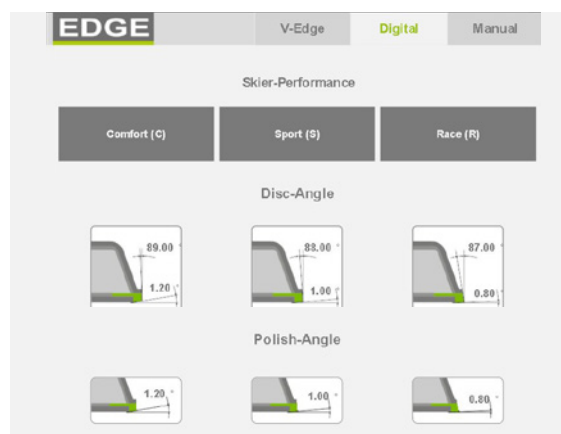 EDGE V-Edge Digital Manual
Skier-Performance
Comfort (C) Sport (S) Race (R)
Disc-Angle
89.00 ° 88.00 ° 87.00 °
1.20 ° 1.00 ° 0.80 °
Polish-Angle
1.20 ° 1.00 ° 0.80 °